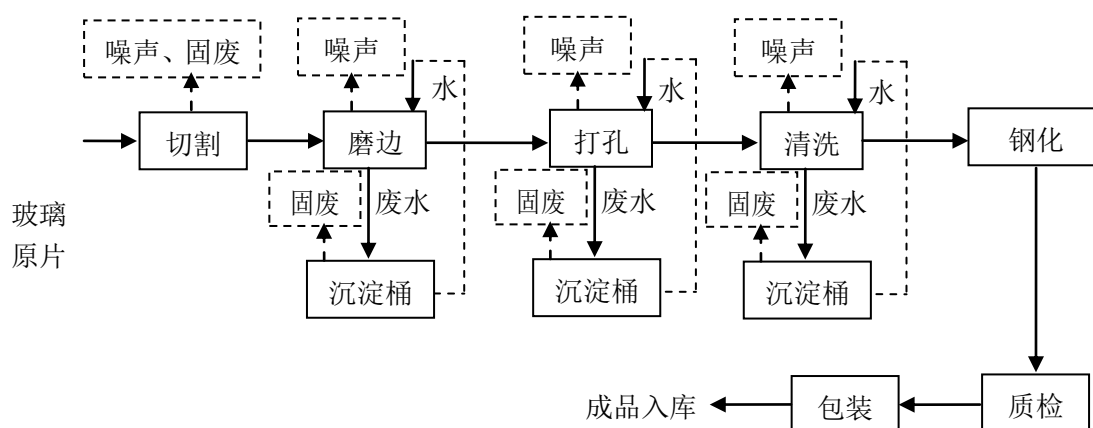 噪声、固废
噪声
噪声
噪声
水
水
水
切割
磨边
打孔
清洗
钢化
固废
废水
固废
废水
固废
废水
玻璃
原片
沉淀桶
沉淀桶
沉淀桶
成品入库
包装
质检